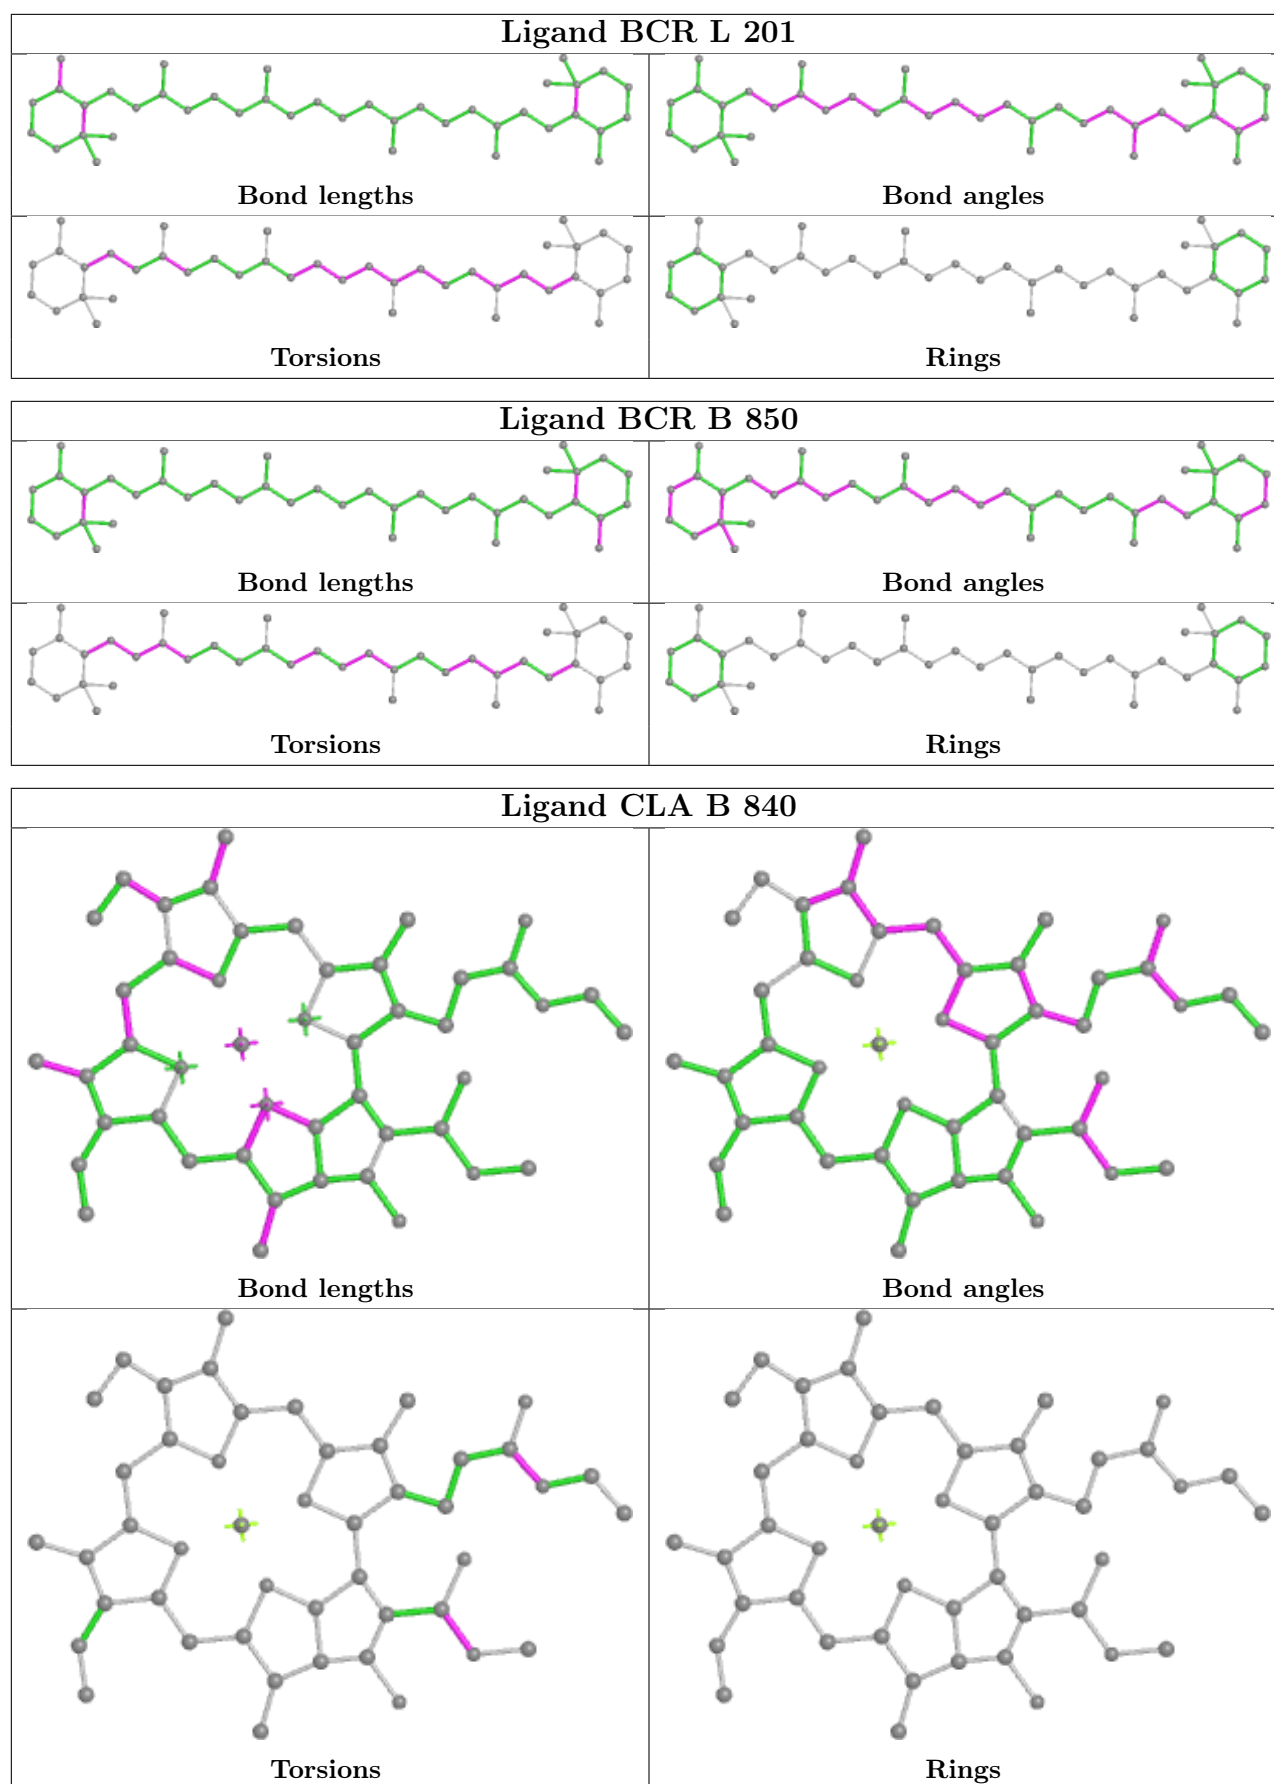 Ligand BCR L 201
Bond lengths
Bond angles
Torsions
Rings
Ligand BCR B 850
Bond lengths
Bond angles
Torsions
Rings
Ligand CLA B 840
Bond lengths
Bond angles
Torsions
Rings